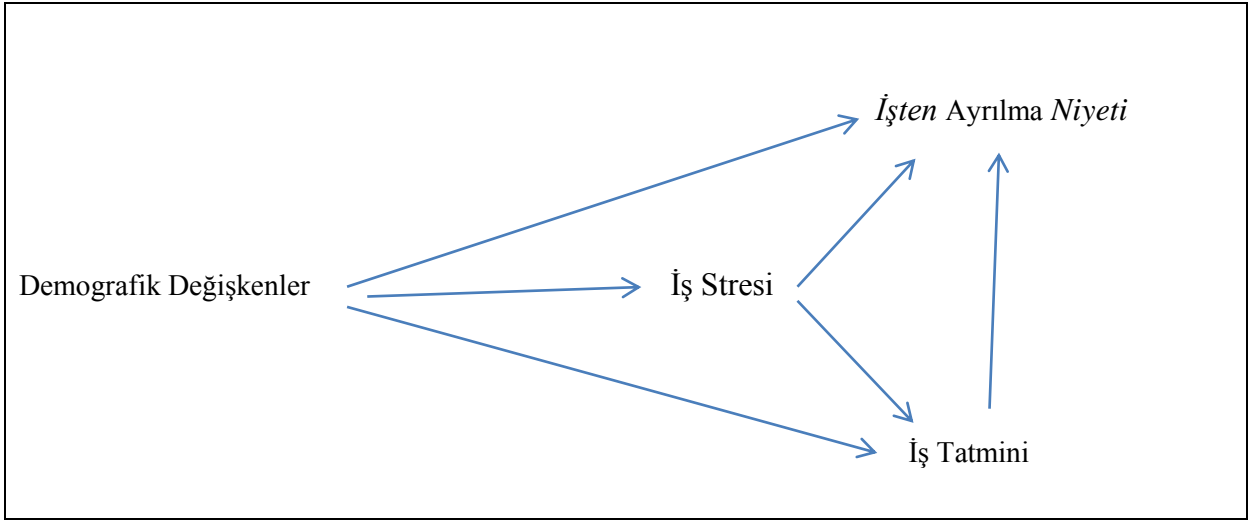 İşten Ayrılma Niyeti
Demografik Değişkenler
İş Stresi
İş Tatmini